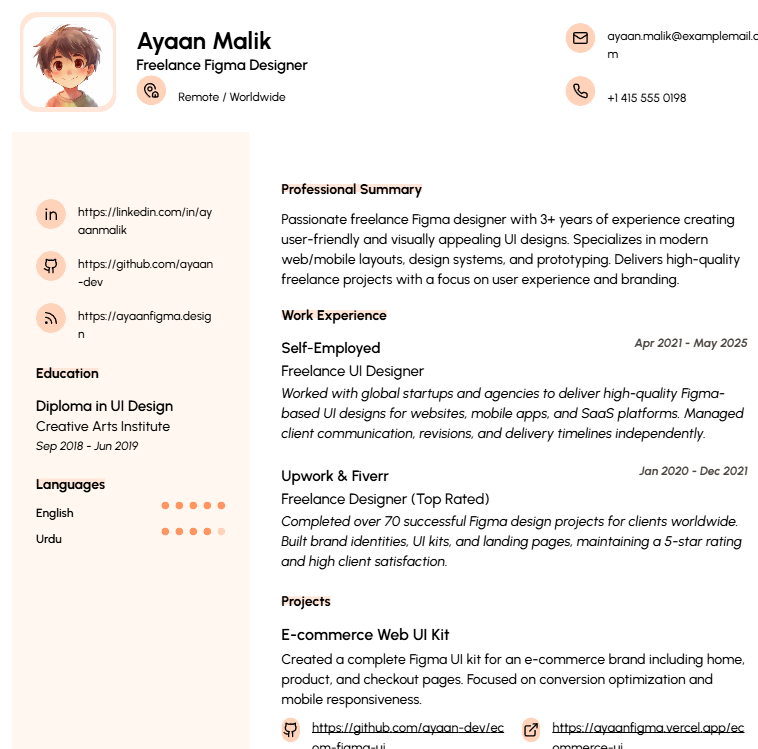 Ayaan Malik
Freelance Figma Designer
Remote / Worldwide
ayaan.malik@examplemail.c
m
+1 415 555 0198
https://linkedin.com/in/ay
aanmalik
https://github.com/ayaan
-dev
https://ayaanfigma.desig
n
Education
Diploma in UI Design
Creative Arts Institute
Sep 2018 - Jun 2019
Languages
English
Urdu
Professional Summary
Passionate freelance Figma designer with 3+ years of experience creating
user-friendly and visually appealing UI designs. Specializes in modern
web/mobile layouts, design systems, and prototyping. Delivers high-quality
freelance projects with a focus on user experience and branding.
Work Experience
Self-Employed
Apr 2021 - May 2025
Freelance UI Designer
Worked with global startups and agencies to deliver high-quality Figma-
based UI designs for websites, mobile apps, and SaaS platforms. Managed
client communication, revisions, and delivery timelines independently.
Upwork & Fiverr
Jan 2020 - Dec 2021
Freelance Designer (Top Rated)
Completed over 70 successful Figma design projects for clients worldwide.
Built brand identities, UI kits, and landing pages, maintaining a 5-star rating
and high client satisfaction.
Projects
E-commerce Web UI Kit
Created a complete Figma UI kit for an e-commerce brand including home,
product, and checkout pages. Focused on conversion optimization and
mobile responsiveness.
https://github.com/ayaan-dev/ec
om-figma-ui
https://ayaanfigma.vercel.app/ec
ommerce-ui